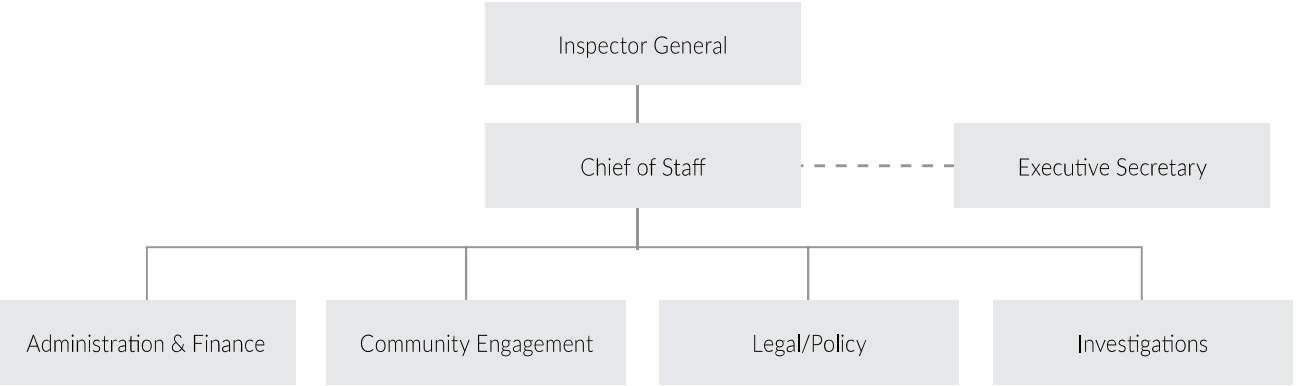 Inspector General
Chief of Staff
Executive Secretary
Administration & Finance
Community Engagement
Legal/Policy
Investigations